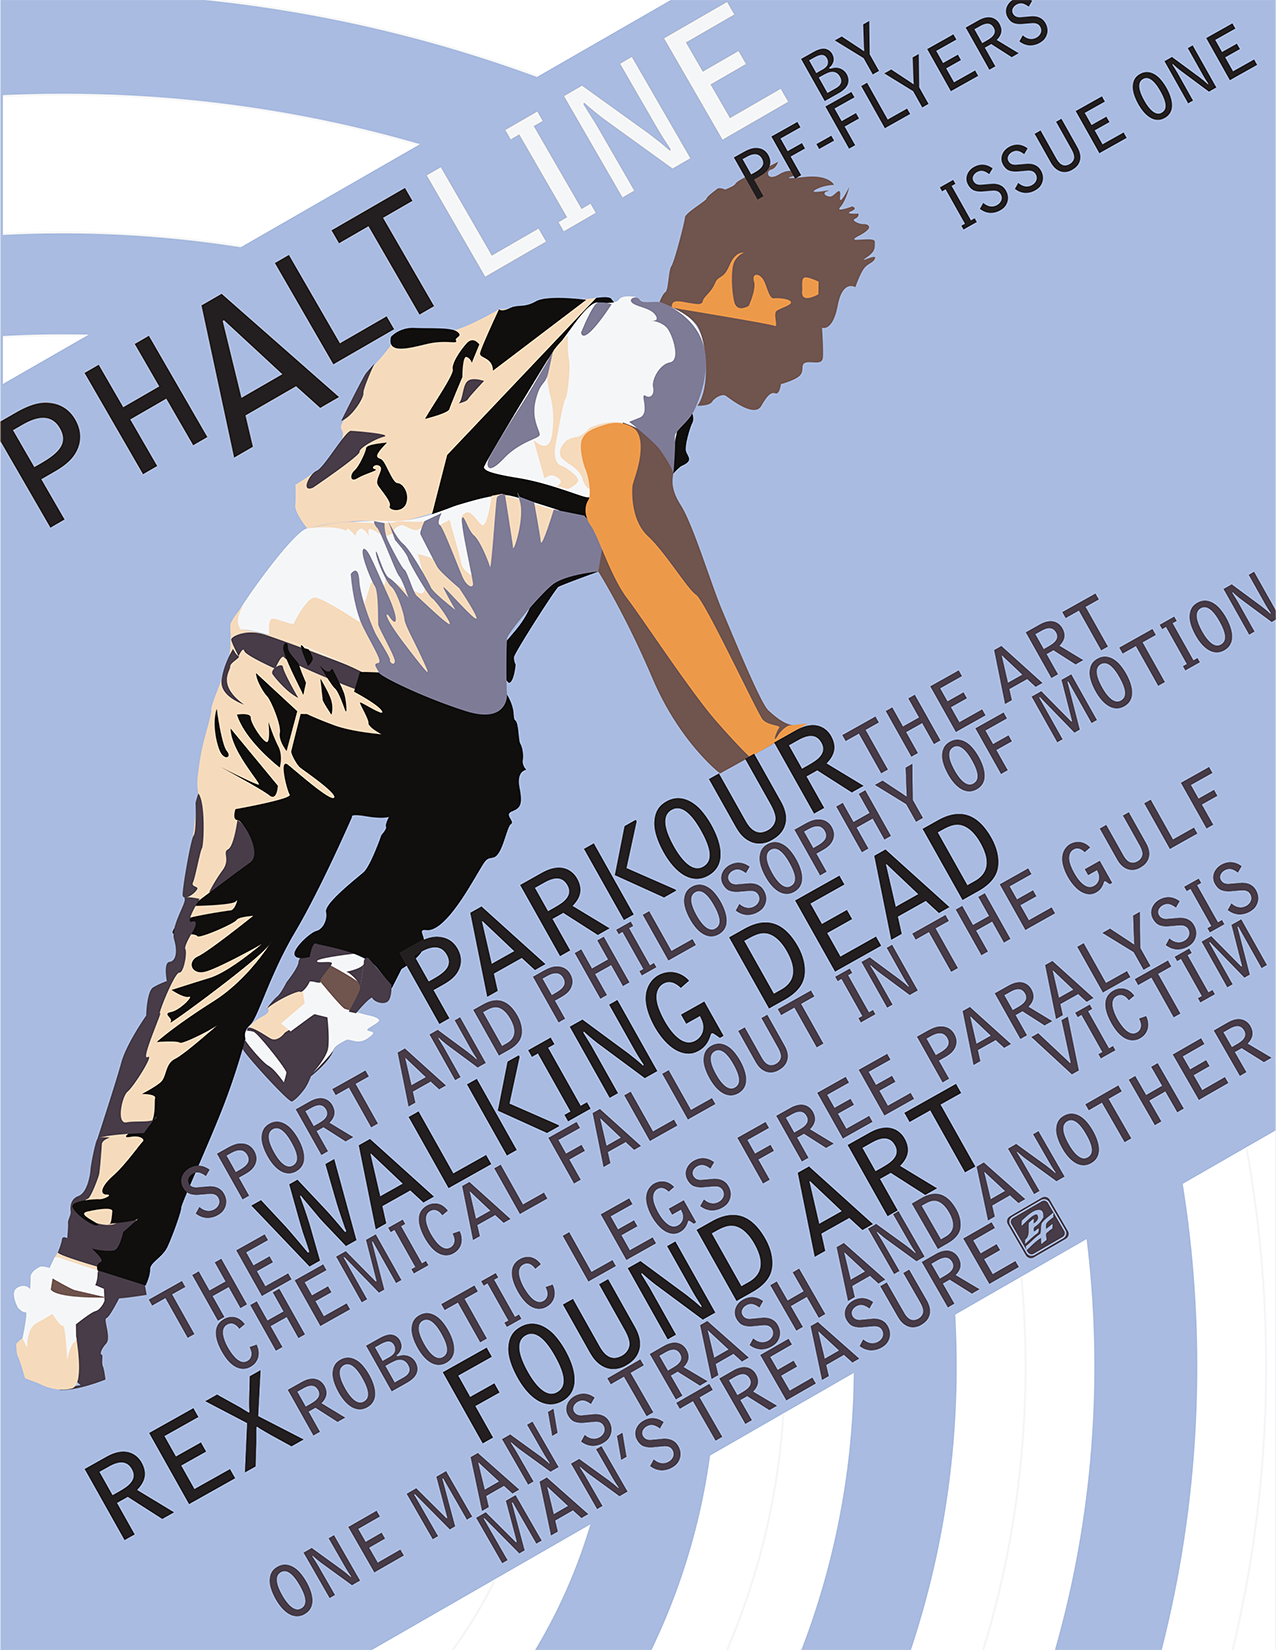 PHALTLINE
BY
PF-FLYERS
ISSUE ONE
PARKOUR THE ART
SPORT AND PHILOSOPHY OF MOTION
THE WALKING DEAD
CHEMICAL FALLOUT IN THE GULF
REX ROBOTIC LEGS FREE PARALYSIS
VICTIM
FOUND ART
ONE MAN'S TRASH AND ANOTHER
MAN'S TREASURE
PF